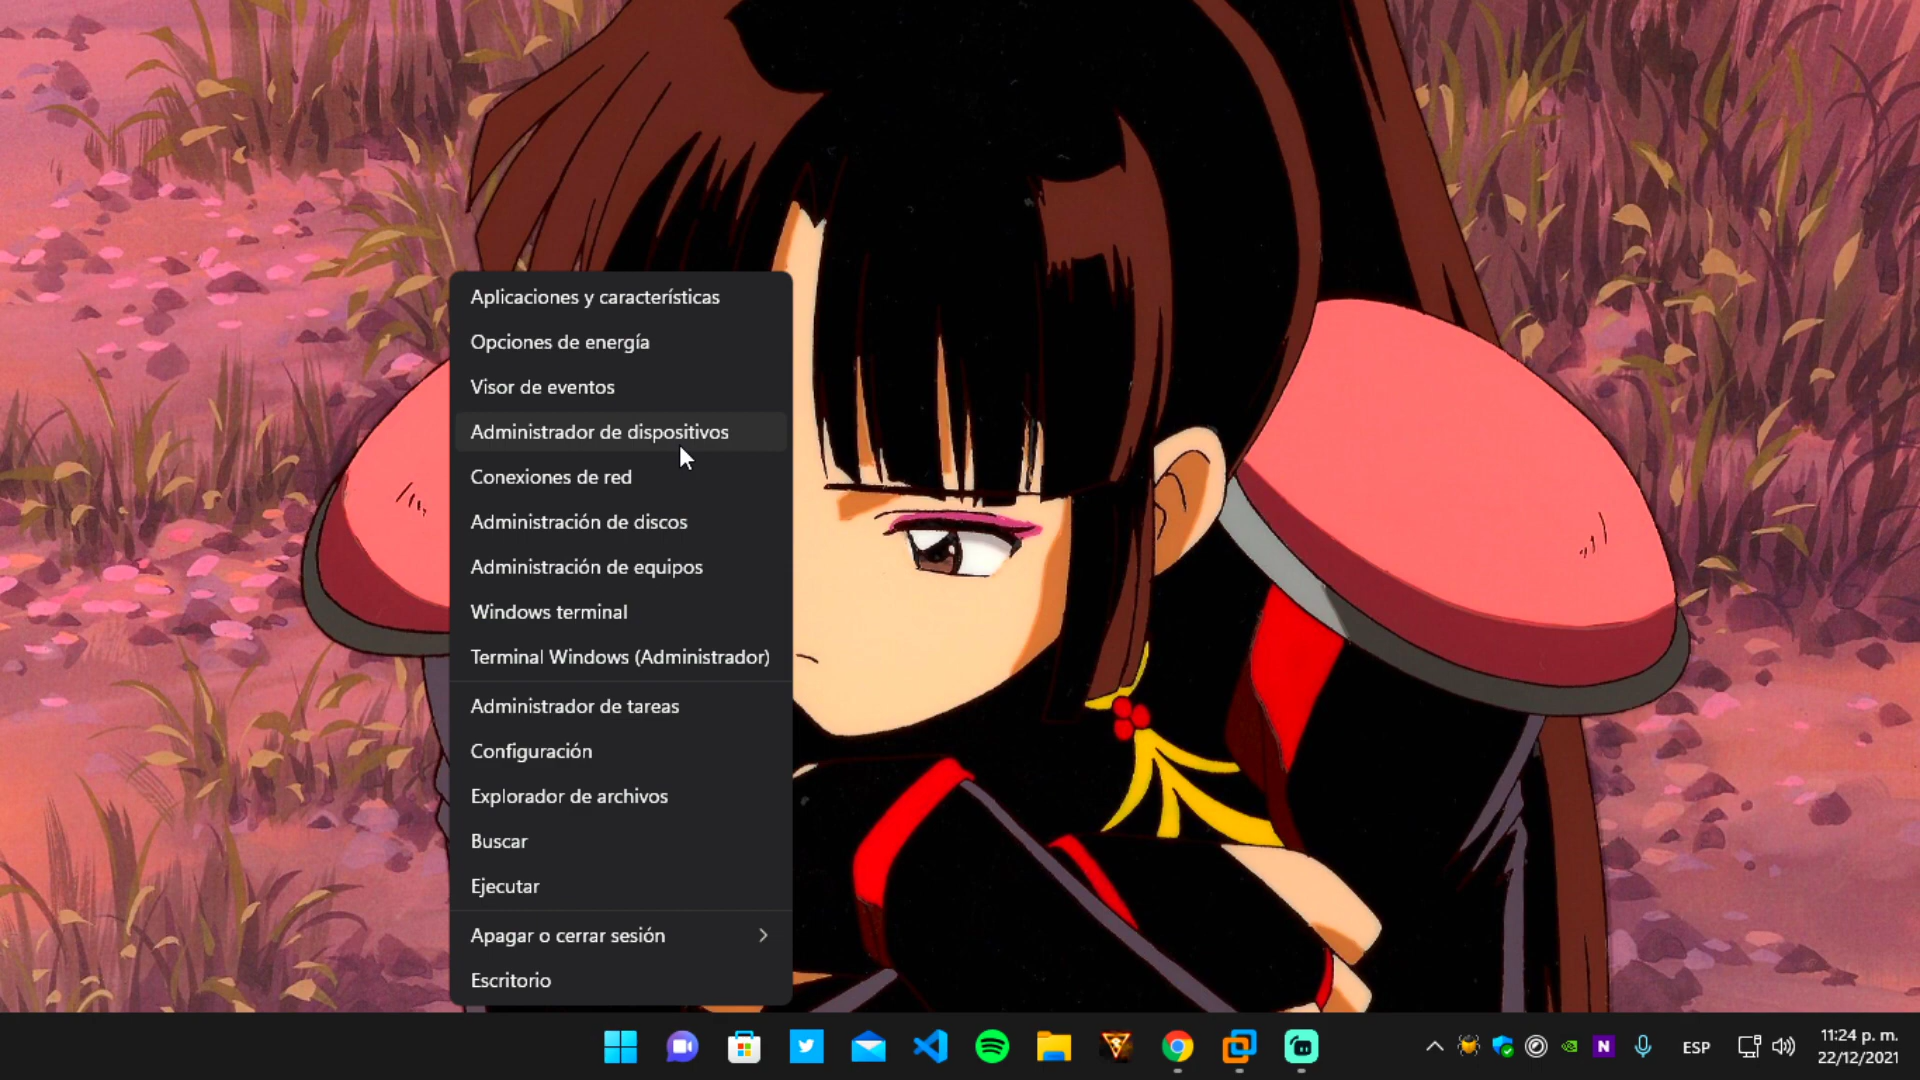 Aplicaciones y características
Opciones de energía
Visor de eventos
Administrador de dispositivos
Conexiones de red
Administración de discos
Administración de equipos
Windows terminal
Terminal Windows (Administrador)
Administrador de tareas
Configuración
Explorador de archivos
Buscar
Ejecutar
Apagar o cerrar sesión
Escritorio
N
ESP
11:24 p. m.
22/12/2021